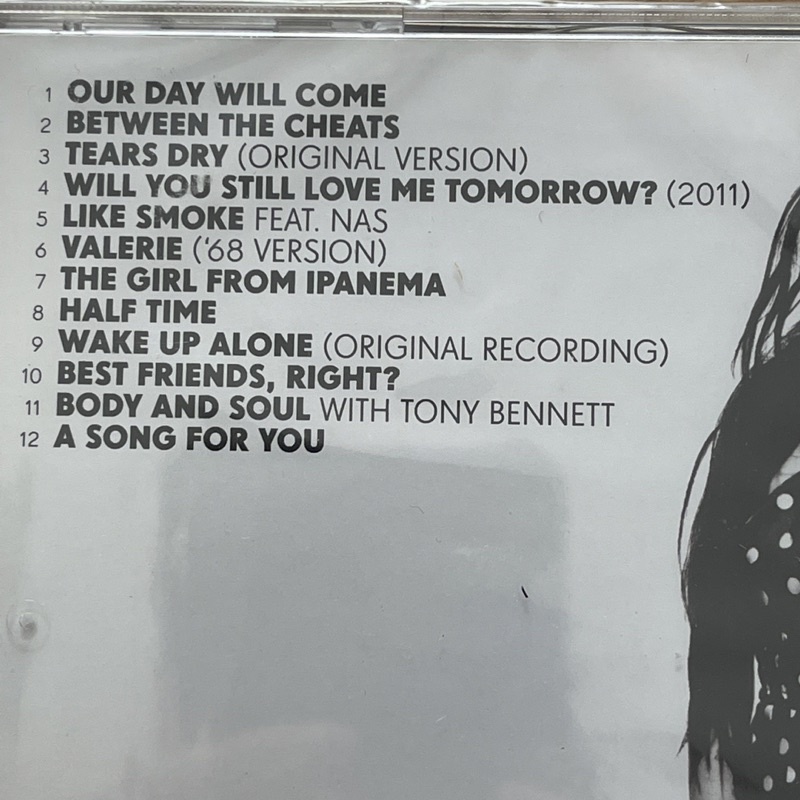 1 OUR DAY WILL COME
2 BETWEEN THE CHEATS
3 TEARS DRY (ORIGINAL VERSION)
4 WILL YOU STILL LOVE ME TOMORROW? (2011)
5 LIKE SMOKE FEAT. NAS
6 VALERIE ('68 VERSION)
7 THE GIRL FROM IPANEMA
8 HALF TIME
9 WAKE UP ALONE (ORIGINAL RECORDING)
10 BEST FRIENDS, RIGHT?
11 BODY AND SOUL WITH TONY BENNETT
12 A SONG FOR YOU